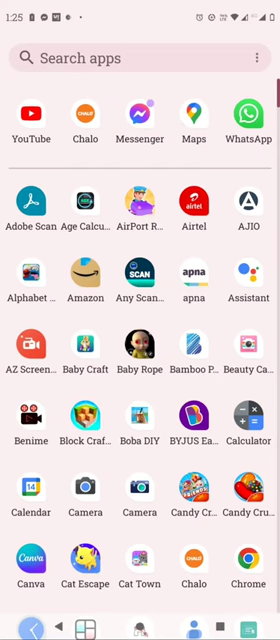 1:25
Search apps
YouTube Chalo Messenger Maps WhatsApp
Adobe Scan Age Calcu... AirPort R... Airtel AJIO
Alphabet ... Amazon Any Scan... apna Assistant
AZ Screen... Baby Craft Baby Rope Bamboo P... Beauty Ca...
Benime Block Craf... Boba DIY BYJUS Ea... Calculator
Calendar Camera Camera Candy Cr... Candy Cru...
Canva Cat Escape Cat Town Chalo Chrome